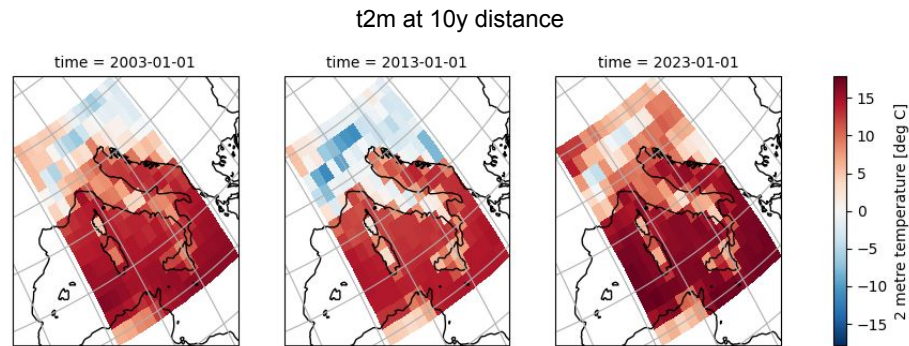 t2m at 10y distance
time = 2003-01-01
time = 2013-01-01
time = 2023-01-01
15
10
5
0
−5
−10
−15
2 metre temperature [deg C]